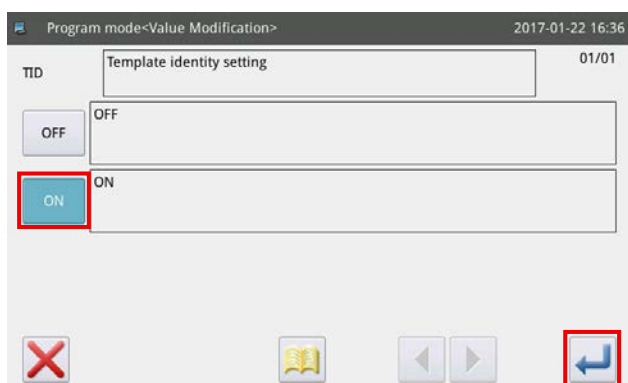 Program mode<Value Modification> 2017-01-22 16:36
TID Template identity setting 01/01
OFF OFF
ON ON